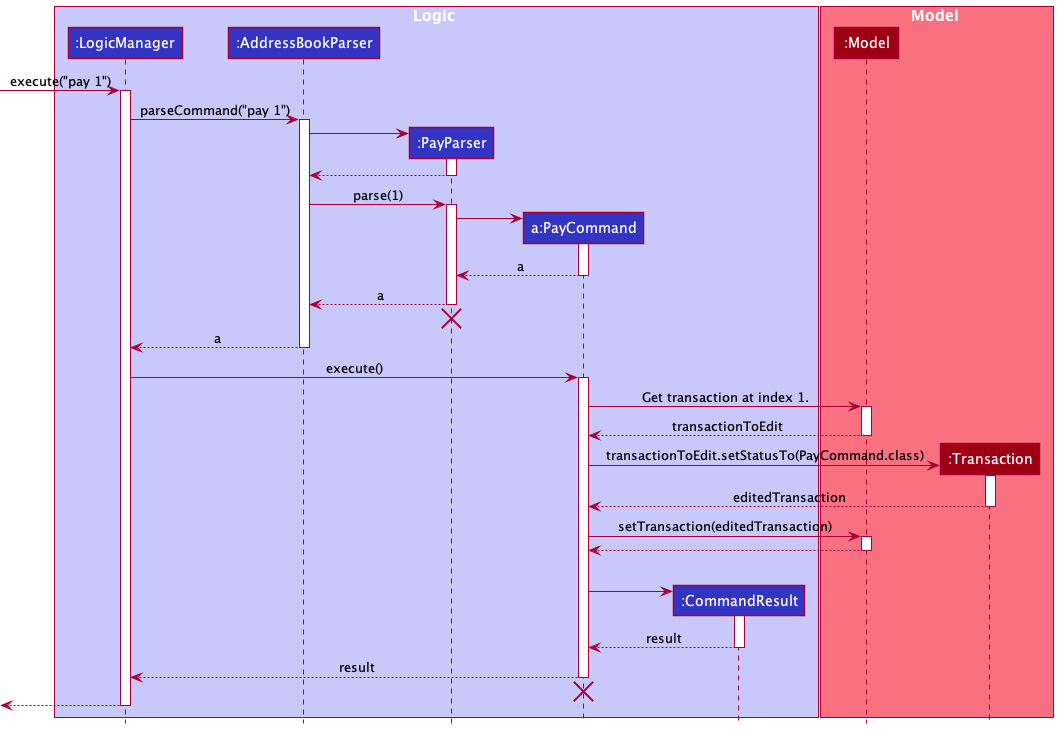 Logic
Model
:LogicManager
:AddressBookParser
:Model
execute("pay 1")
parseCommand("pay 1")
:PayParser
parse(1)
a:PayCommand
a
a
a
execute()
Get transaction at index 1.
transactionToEdit
transactionToEdit.setStatusTo(PayCommand.class)
:Transaction
editedTransaction
setTransaction(editedTransaction)
:CommandResult
result
result